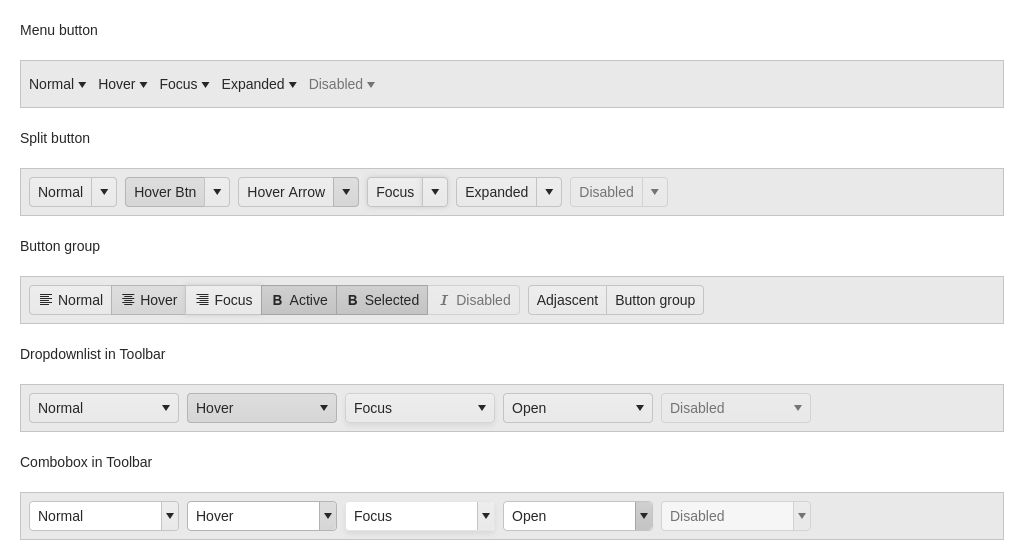 Menu button
Normal Hover Focus Expanded Disabled
Split button
Normal Hover Btn Hover Arrow Focus Expanded Disabled
Button group
Normal Hover Focus B Active B Selected I Disabled Adjascent Button group
Dropdownlist in Toolbar
Normal Hover Focus Open Disabled
Combobox in Toolbar
Normal Hover Focus Open Disabled